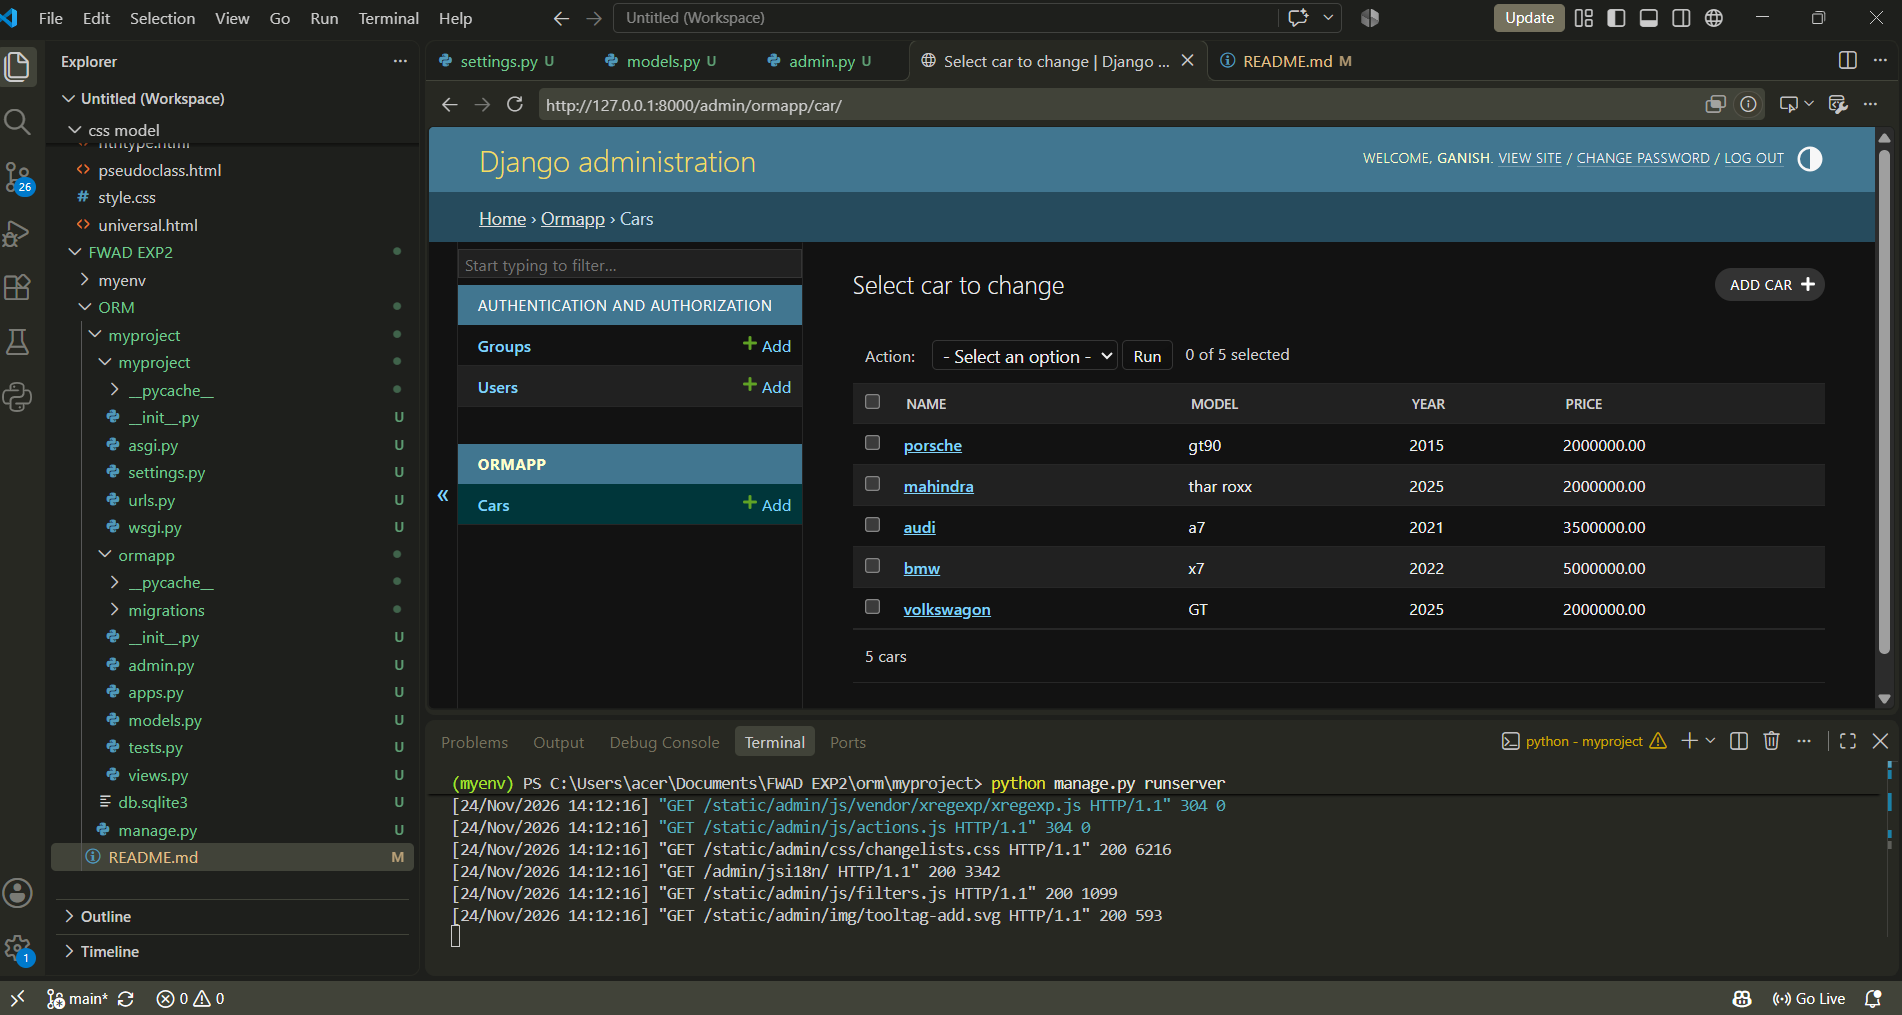 File Edit Selection View Go Run Terminal Help
Untitled (Workspace)
Update
Explorer
Untitled (Workspace)
css model
pseudoclass.html
# style.css
universal.html
FWAD EXP2
myenv
ORM
myproject
myproject
__pycache__
__init__.py U
asgi.py U
settings.py U
urls.py U
wsgi.py U
ormapp
__pycache__
migrations
__init__.py U
admin.py U
apps.py U
models.py U
tests.py U
views.py U
db.sqlite3 U
manage.py U
README.md M
Outline
Timeline
26
1
settings.py U models.py U admin.py U Select car to change | Django ... README.md M
http://127.0.0.1:8000/admin/ormapp/car/
Django administration
WELCOME, GANISH. VIEW SITE / CHANGE PASSWORD / LOG OUT
Home › Ormapp › Cars
Start typing to filter...
AUTHENTICATION AND AUTHORIZATION
Groups Add
Users Add
ORMAPP
Cars Add
«
Select car to change
ADD CAR +
Action: - Select an option - Run 0 of 5 selected
NAME MODEL YEAR PRICE
porsche gt90 2015 2000000.00
mahindra thar roxx 2025 2000000.00
audi a7 2021 3500000.00
bmw x7 2022 5000000.00
volkswagon GT 2025 2000000.00
5 cars
Problems Output Debug Console Terminal Ports
python - myproject
(myenv) PS C:\Users\acer\Documents\FWAD EXP2\orm\myproject> python manage.py runserver
[24/Nov/2026 14:12:16] "GET /static/admin/js/vendor/xregexp/xregexp.js HTTP/1.1" 304 0
[24/Nov/2026 14:12:16] "GET /static/admin/js/actions.js HTTP/1.1" 304 0
[24/Nov/2026 14:12:16] "GET /static/admin/css/changelists.css HTTP/1.1" 200 6216
[24/Nov/2026 14:12:16] "GET /admin/jsi18n/ HTTP/1.1" 200 3342
[24/Nov/2026 14:12:16] "GET /static/admin/js/filters.js HTTP/1.1" 200 1099
[24/Nov/2026 14:12:16] "GET /static/admin/img/tooltag-add.svg HTTP/1.1" 200 593
main* 0 0
Go Live